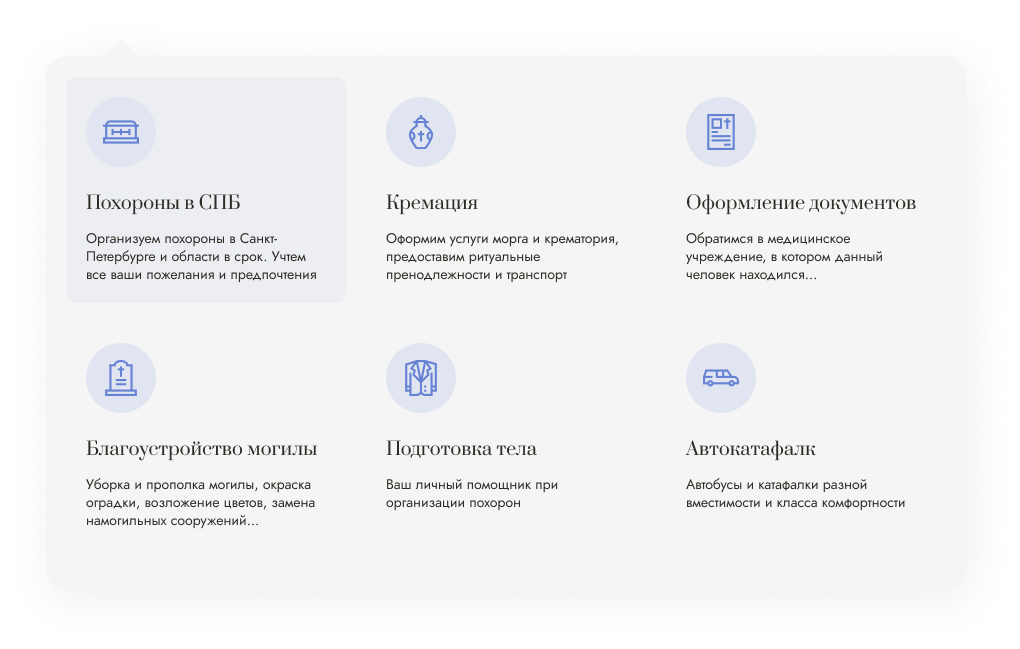 Похороны в СПБ
Организуем похороны в Санкт-
Петербурге и области в срок. Учтем
все ваши пожелания и предпочтения
Кремация
Оформим услуги морга и крематория,
предоставим ритуальные
пренодлежности и транспорт
Оформление документов
Обратимся в медицинское
учреждение, в котором данный
человек находился...
Благоустройство могилы
Уборка и прополка могилы, окраска
оградки, возложение цветов, замена
намогильных сооружений...
Подготовка тела
Ваш личный помощник при
организации похорон
Автокатафалк
Автобусы и катафалки разной
вместимости и класса комфортности